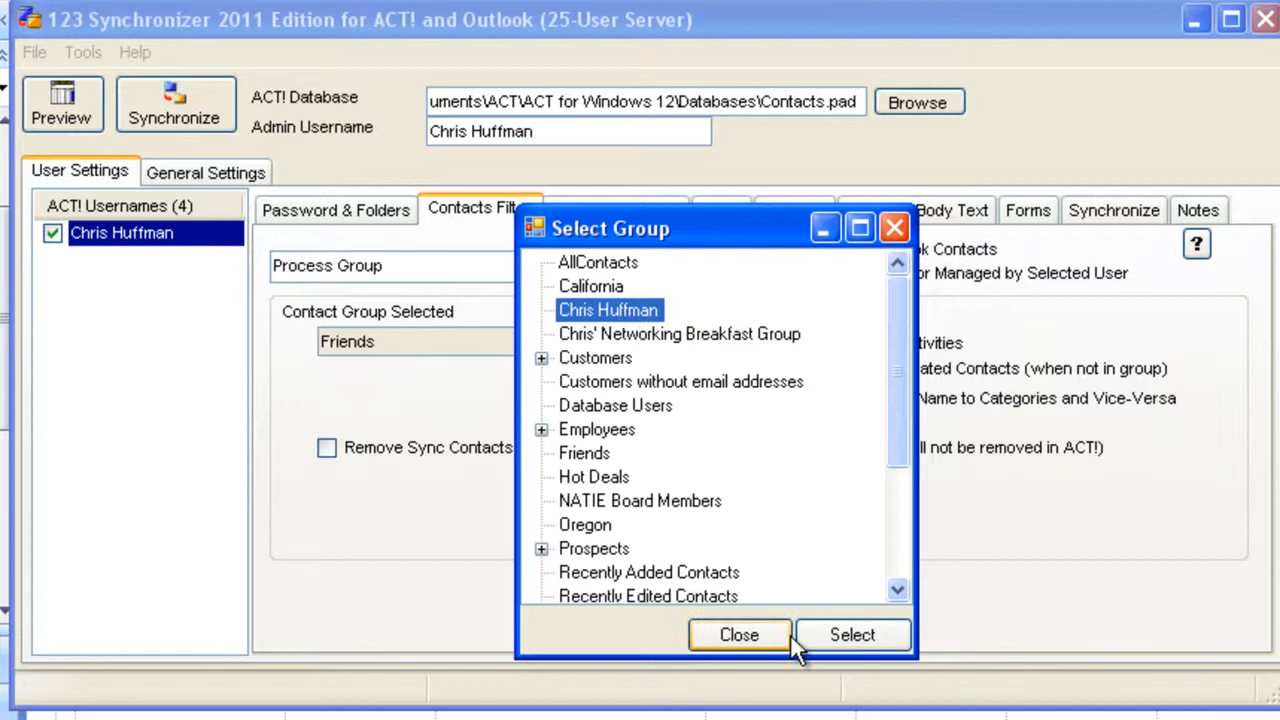 123 Synchronizer 2011 Edition for ACT! and Outlook (25-User Server)
File Tools Help
Preview
Synchronize
ACT! Database
uments\ACT\ACT for Windows 12\Databases\Contacts.pad
Browse
Admin Username
Chris Huffman
User Settings
General Settings
ACT! Usernames (4)
Chris Huffman
Password & Folders
Contacts Filt
Body Text
Forms
Synchronize
Notes
Process Group
k Contacts
or Managed by Selected User
?
Contact Group Selected
Friends
tivities
ated Contacts (when not in group)
Name to Categories and Vice-Versa
Remove Sync Contacts
ll not be removed in ACT!)
Select Group
AllContacts
California
Chris Huffman
Chris' Networking Breakfast Group
Customers
Customers without email addresses
Database Users
Employees
Friends
Hot Deals
NATIE Board Members
Oregon
Prospects
Recently Added Contacts
Recently Edited Contacts
Close
Select